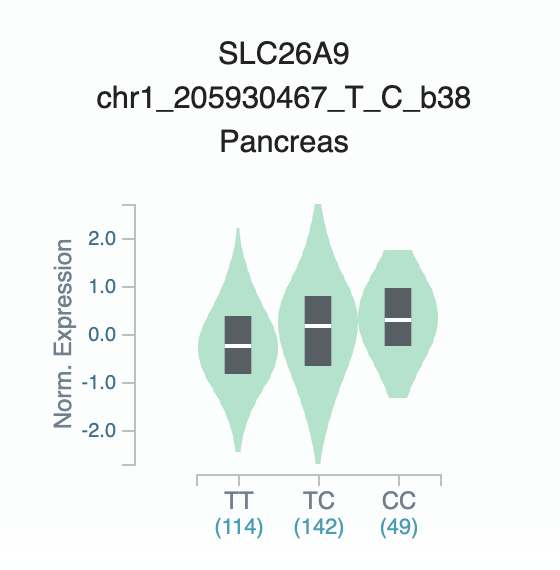 SLC26A9
chr1_205930467_T_C_b38
Pancreas
Norm. Expression
2.0
1.0
0.0
-1.0
-2.0
TT TC CC
(114) (142) (49)